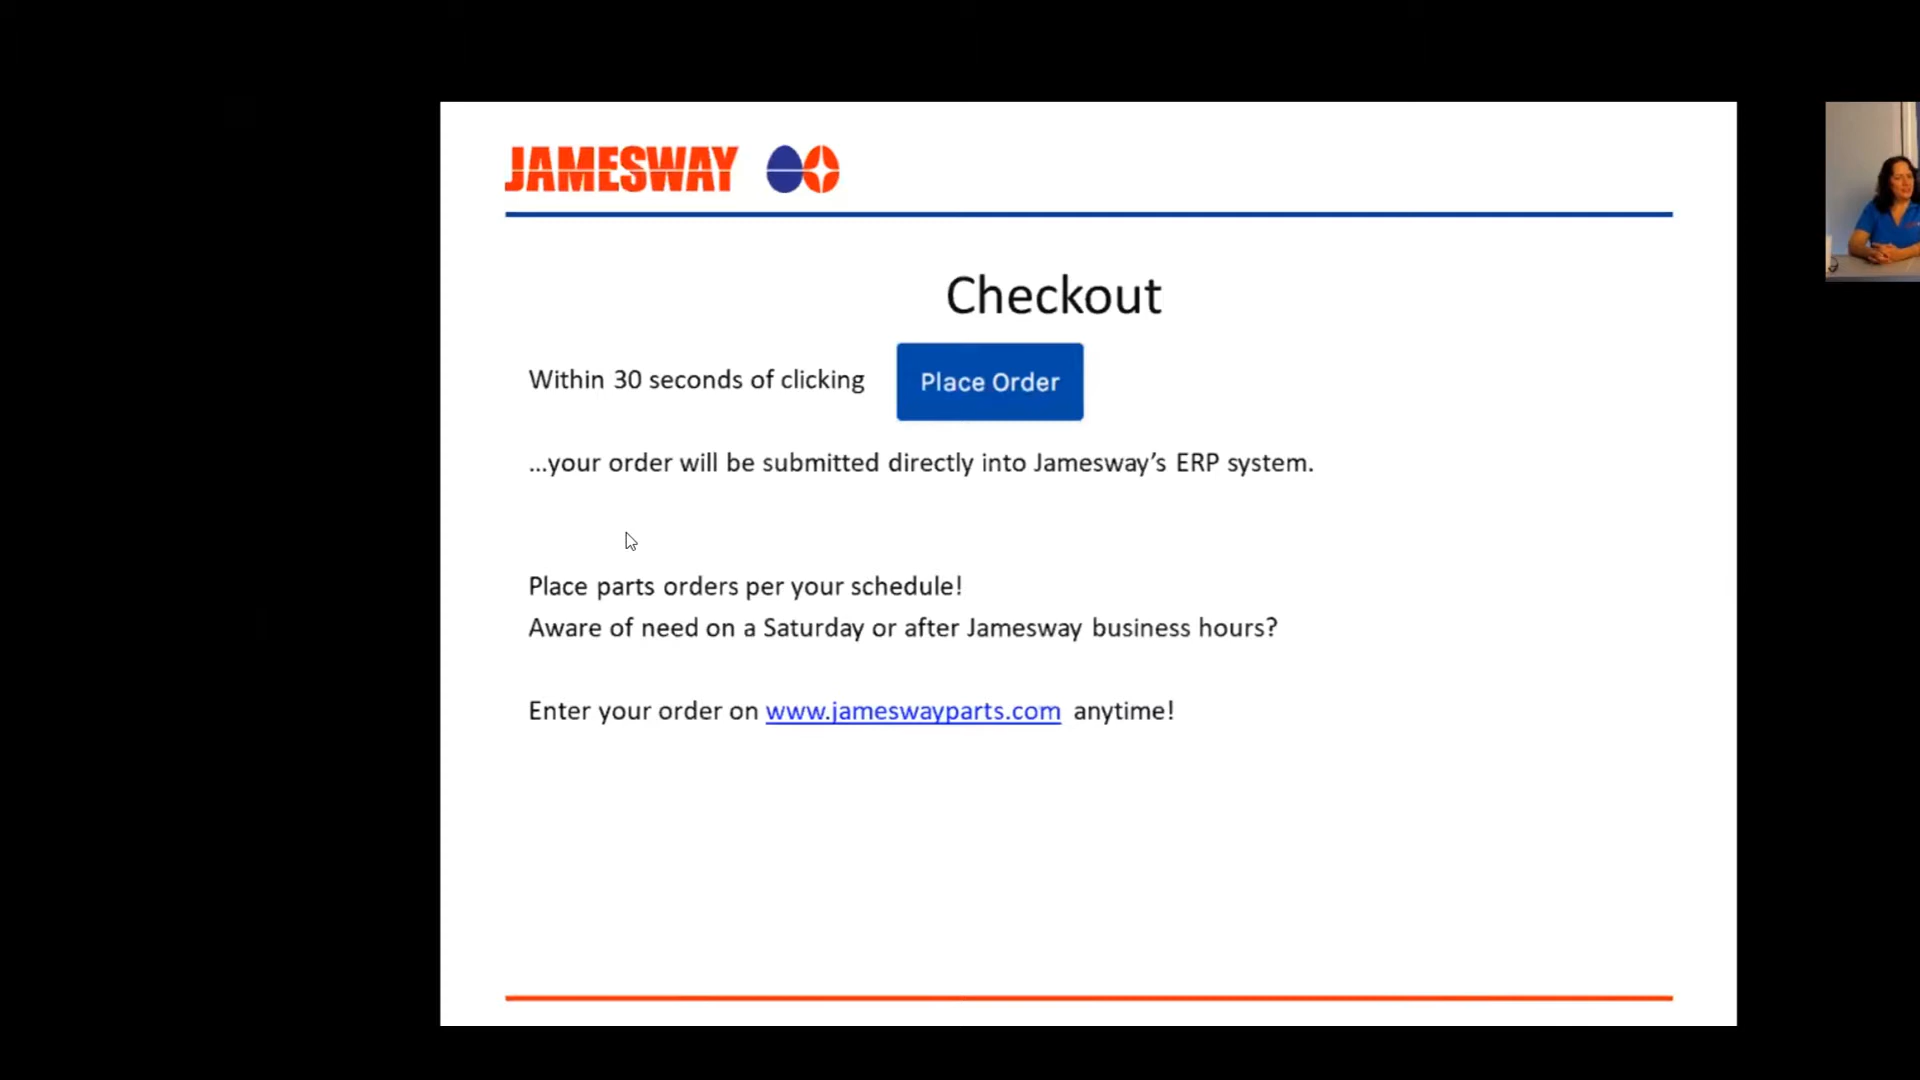 JAMESWAY
Checkout
Within 30 seconds of clicking Place Order
...your order will be submitted directly into Jamesway's ERP system.
Place parts orders per your schedule!
Aware of need on a Saturday or after Jamesway business hours?
Enter your order on www.jameswayparts.com anytime!